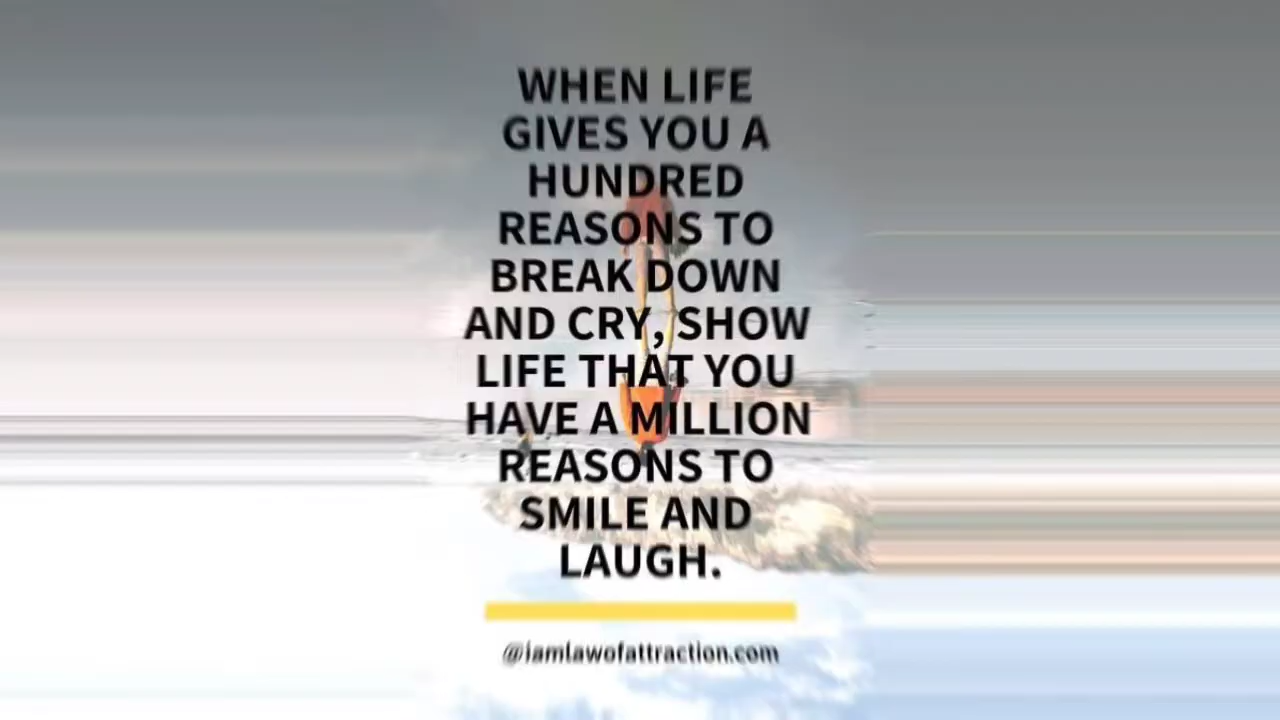 WHEN LIFE
GIVES YOU A
HUNDRED
REASONS TO
BREAK DOWN
AND CRY, SHOW
LIFE THAT YOU
HAVE A MILLION
REASONS TO
SMILE AND
LAUGH.
@iamlawofattraction.com